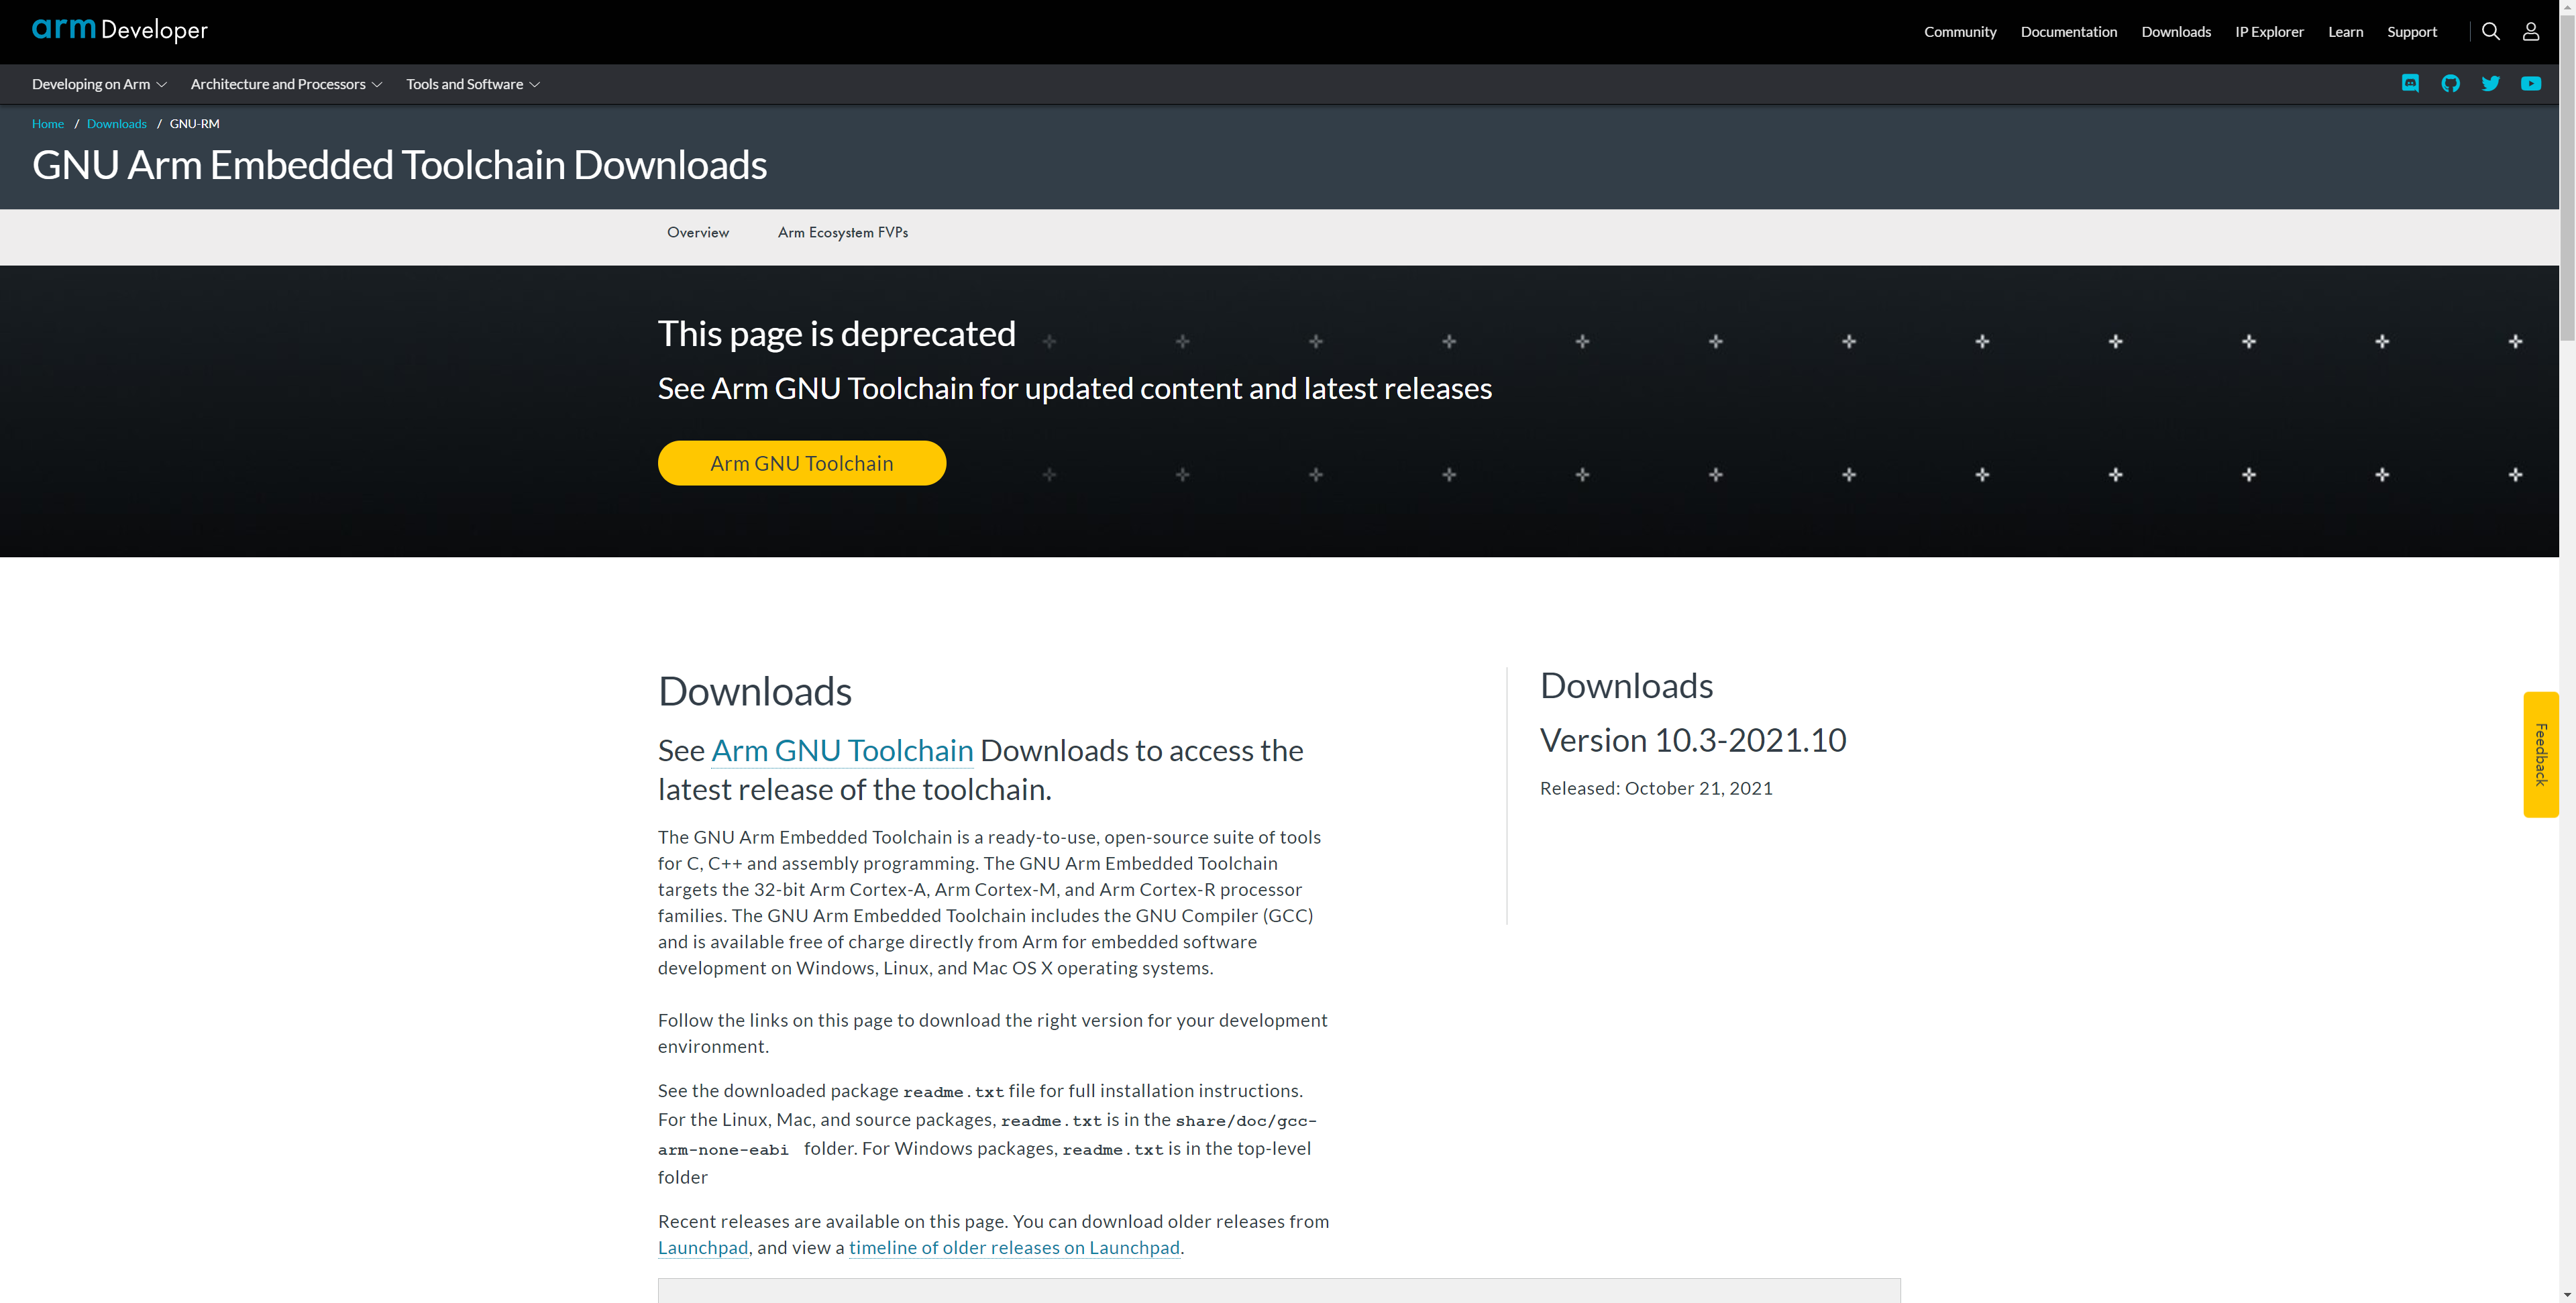 arm Developer
Community Documentation Downloads IP Explorer Learn Support
Developing on Arm Architecture and Processors Tools and Software
Home / Downloads / GNU-RM
GNU Arm Embedded Toolchain Downloads
Overview Arm Ecosystem FVPs
This page is deprecated
See Arm GNU Toolchain for updated content and latest releases
Arm GNU Toolchain
Downloads
See Arm GNU Toolchain Downloads to access the
latest release of the toolchain.
The GNU Arm Embedded Toolchain is a ready-to-use, open-source suite of tools
for C, C++ and assembly programming. The GNU Arm Embedded Toolchain
targets the 32-bit Arm Cortex-A, Arm Cortex-M, and Arm Cortex-R processor
families. The GNU Arm Embedded Toolchain includes the GNU Compiler (GCC)
and is available free of charge directly from Arm for embedded software
development on Windows, Linux, and Mac OS X operating systems.
Follow the links on this page to download the right version for your development
environment.
See the downloaded package readme.txt file for full installation instructions.
For the Linux, Mac, and source packages, readme.txt is in the share/doc/gcc-
arm-none-eabi folder. For Windows packages, readme.txt is in the top-level
folder
Recent releases are available on this page. You can download older releases from
Launchpad, and view a timeline of older releases on Launchpad.
Downloads
Version 10.3-2021.10
Released: October 21, 2021
Feedback